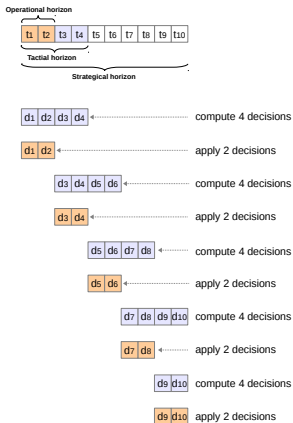 Operational horizon
t1 t2 t3 t4 t5 t6 t7 t8 t9 t10
Tactial horizon
Strategical horizon
d1 d2 d3 d4 compute 4 decisions
d1 d2 apply 2 decisions
d3 d4 d5 d6 compute 4 decisions
d3 d4 apply 2 decisions
d5 d6 d7 d8 compute 4 decisions
d5 d6 apply 2 decisions
d7 d8 d9 d10 compute 4 decisions
d7 d8 apply 2 decisions
d9 d10 compute 4 decisions
d9 d10 apply 2 decisions